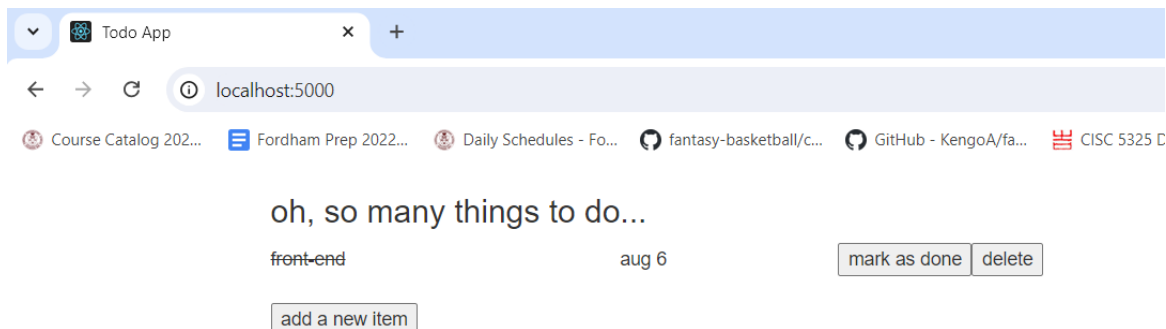 Todo App
localhost:5000
Course Catalog 202... Fordham Prep 2022... Daily Schedules - Fo... fantasy-basketball/c... GitHub - KengoA/fa... CISC 5325 D
oh, so many things to do...
front-end aug 6 mark as done delete
add a new item